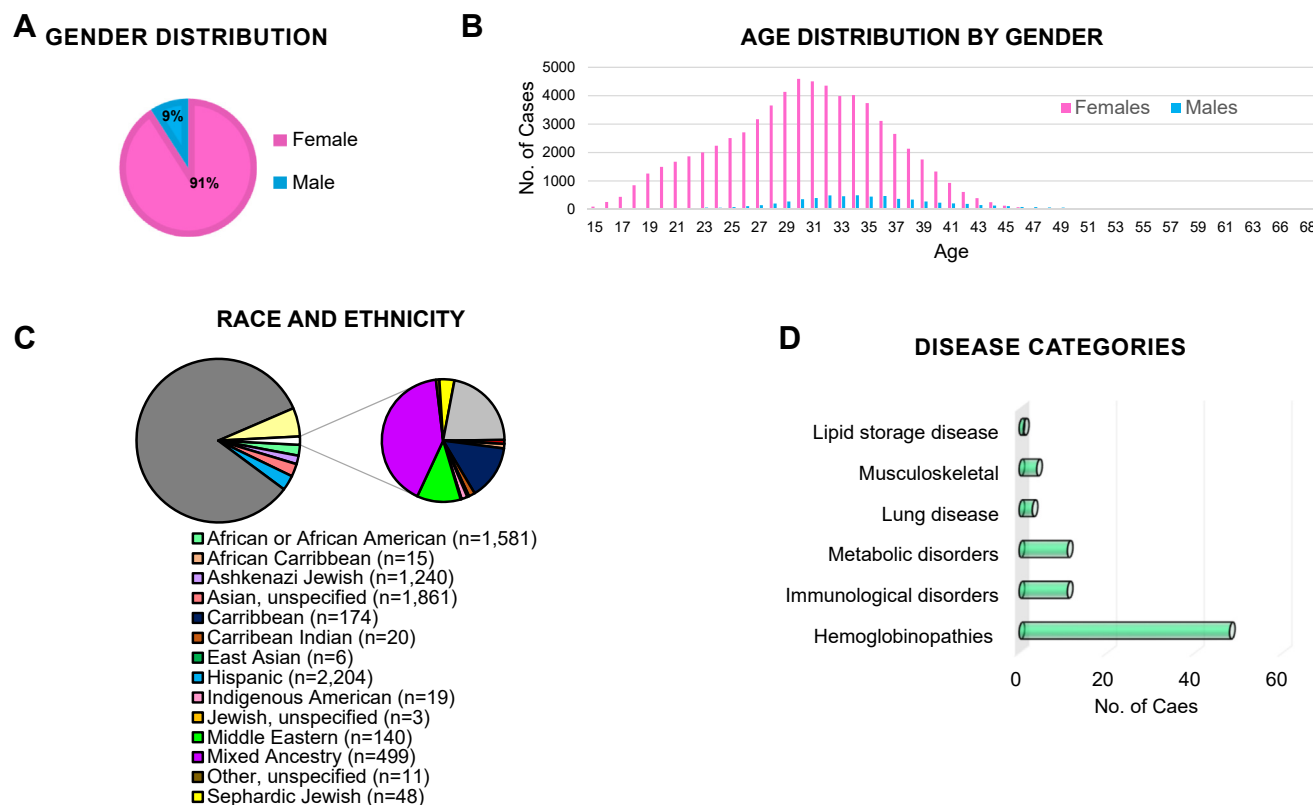 A GENDER DISTRIBUTION
9%
91%
Female
Male
B AGE DISTRIBUTION BY GENDER
No. of Cases
5000
4000
3000
2000
1000
0
Females Males
15 17 19 21 23 25 27 29 31 33 35 37 39 41 43 45 47 49 51 53 55 57 59 61 63 66 68
Age
C RACE AND ETHNICITY
African or African American (n=1,581)
African Carribbean (n=15)
Ashkenazi Jewish (n=1,240)
Asian, unspecified (n=1,861)
Carribbean (n=174)
Carribean Indian (n=20)
East Asian (n=6)
Hispanic (n=2,204)
Indigenous American (n=19)
Jewish, unspecified (n=3)
Middle Eastern (n=140)
Mixed Ancestry (n=499)
Other, unspecified (n=11)
Sephardic Jewish (n=48)
D DISEASE CATEGORIES
Lipid storage disease
Musculoskeletal
Lung disease
Metabolic disorders
Immunological disorders
Hemoglobinopathies
0 20 40 60
No. of Caes